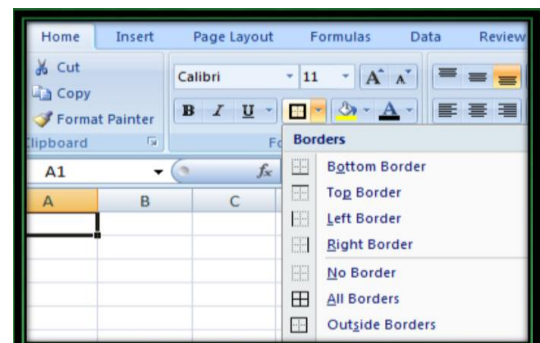 Home Insert Page Layout Formulas Data Review
Cut
Calibri 11 A A
Copy
B I U A
Format Painter
Clipboard
Borders
A1 fx
Bottom Border
A B C
Top Border
Left Border
Right Border
No Border
All Borders
Outside Borders